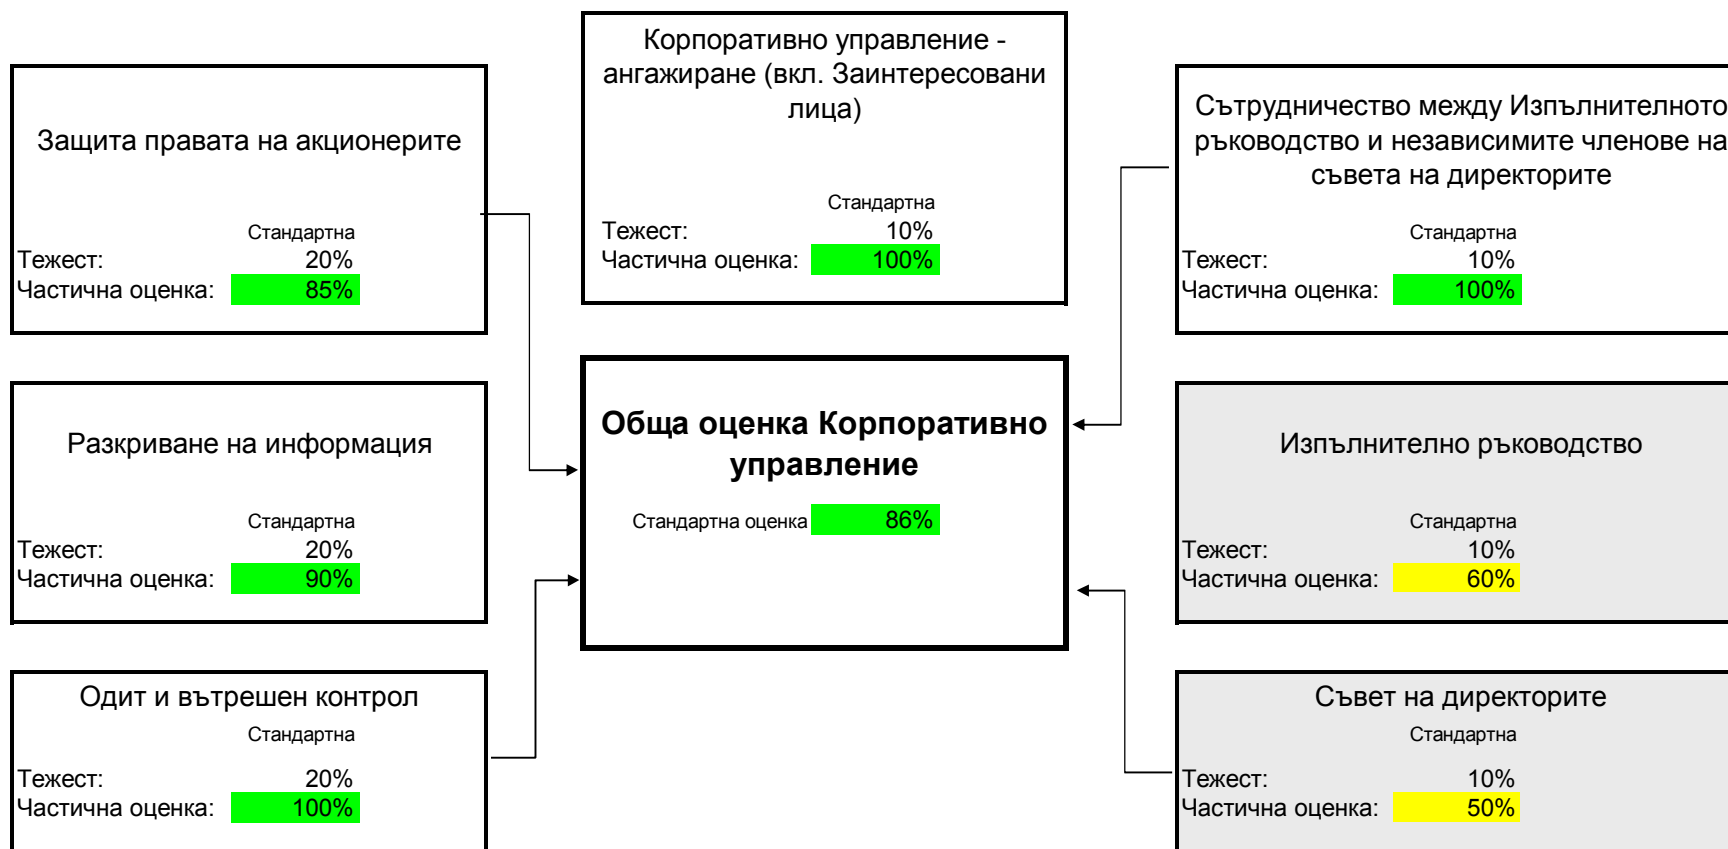 Корпоративно управление -
ангажиране (вкл. Заинтересовани
лица)
Стандартна
Тежест: 10%
Частична оценка: 100%
Защита правата на акционерите
Стандартна
Тежест: 20%
Частична оценка: 85%
Сътрудничество между Изпълнителното
ръководство и независимите членове на
съвета на директорите
Стандартна
Тежест: 10%
Частична оценка: 100%
Разкриване на информация
Стандартна
Тежест: 20%
Частична оценка: 90%
Обща оценка Корпоративно
управление
Стандартна оценка 86%
Изпълнително ръководство
Стандартна
Тежест: 10%
Частична оценка: 60%
Одит и вътрешен контрол
Стандартна
Тежест: 20%
Частична оценка: 100%
Съвет на директорите
Стандартна
Тежест: 10%
Частична оценка: 50%